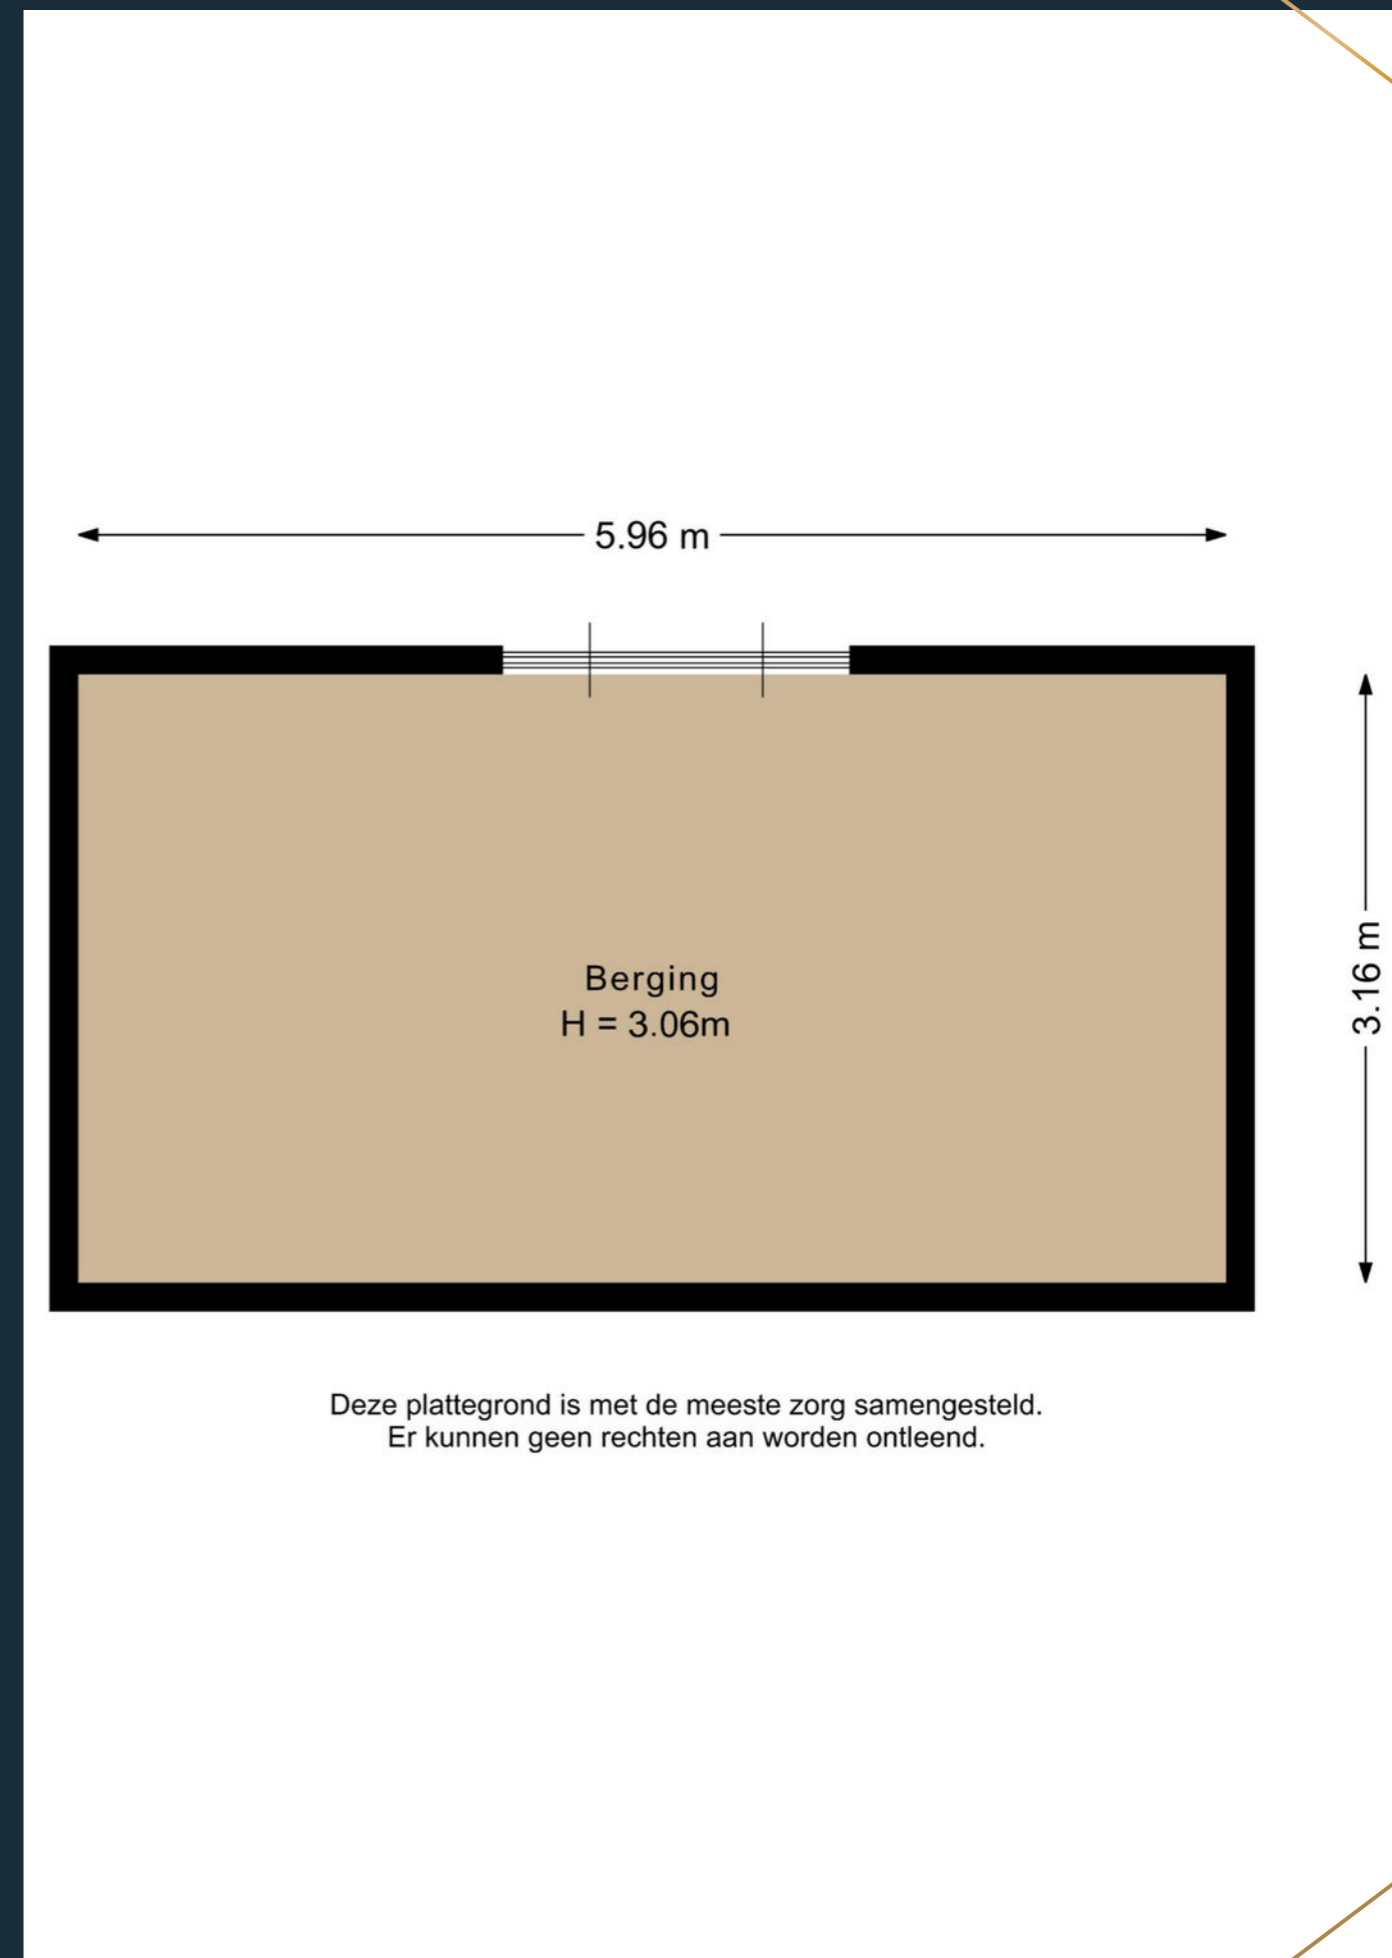 5.96 m
3.16 m
Berging
H = 3.06m
Deze plattegrond is met de meeste zorg samengesteld.
Er kunnen geen rechten aan worden ontleend.